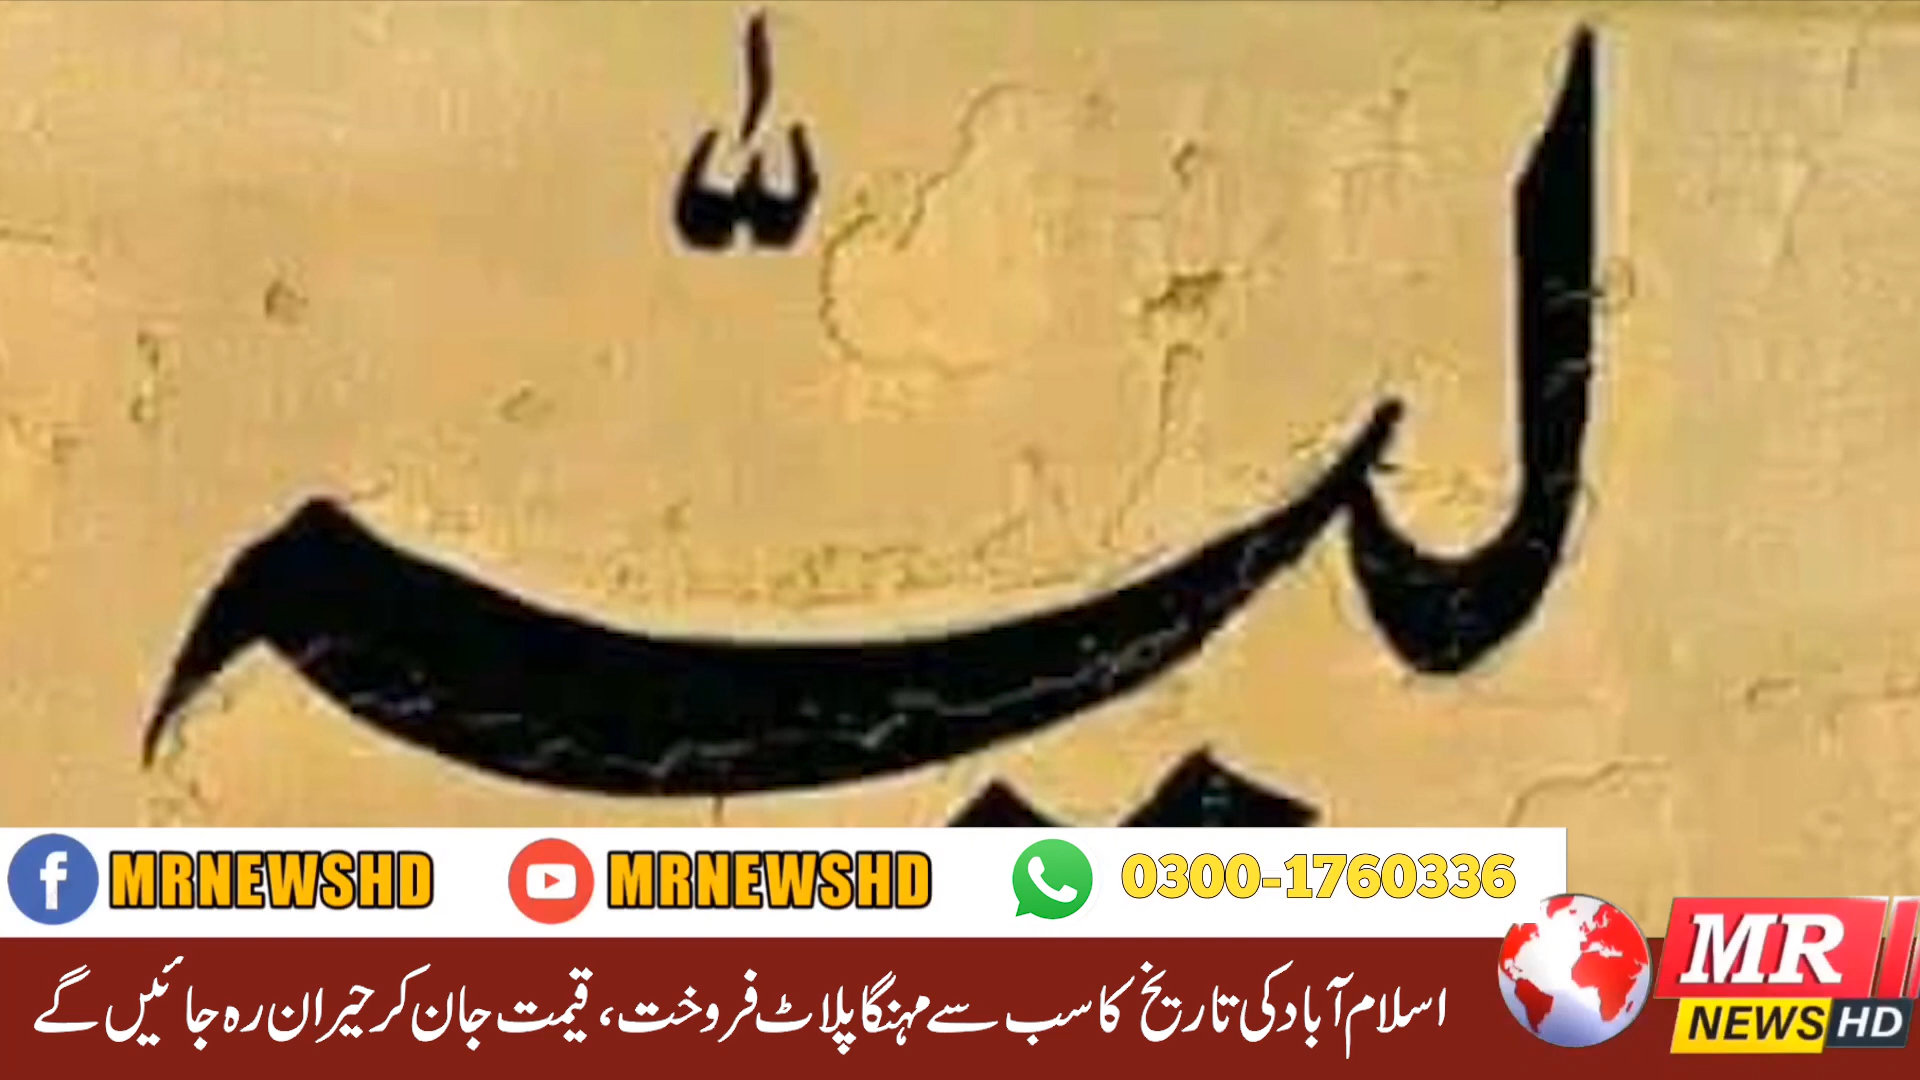 MRNEWSHD MRNEWSHD 0300-1760336
اسلام آباد کی تاریخ کا سب سے مہنگا پلاٹ فروخت، قیمت جان کر حیران رہ جائیں گے
MR
NEWS HD